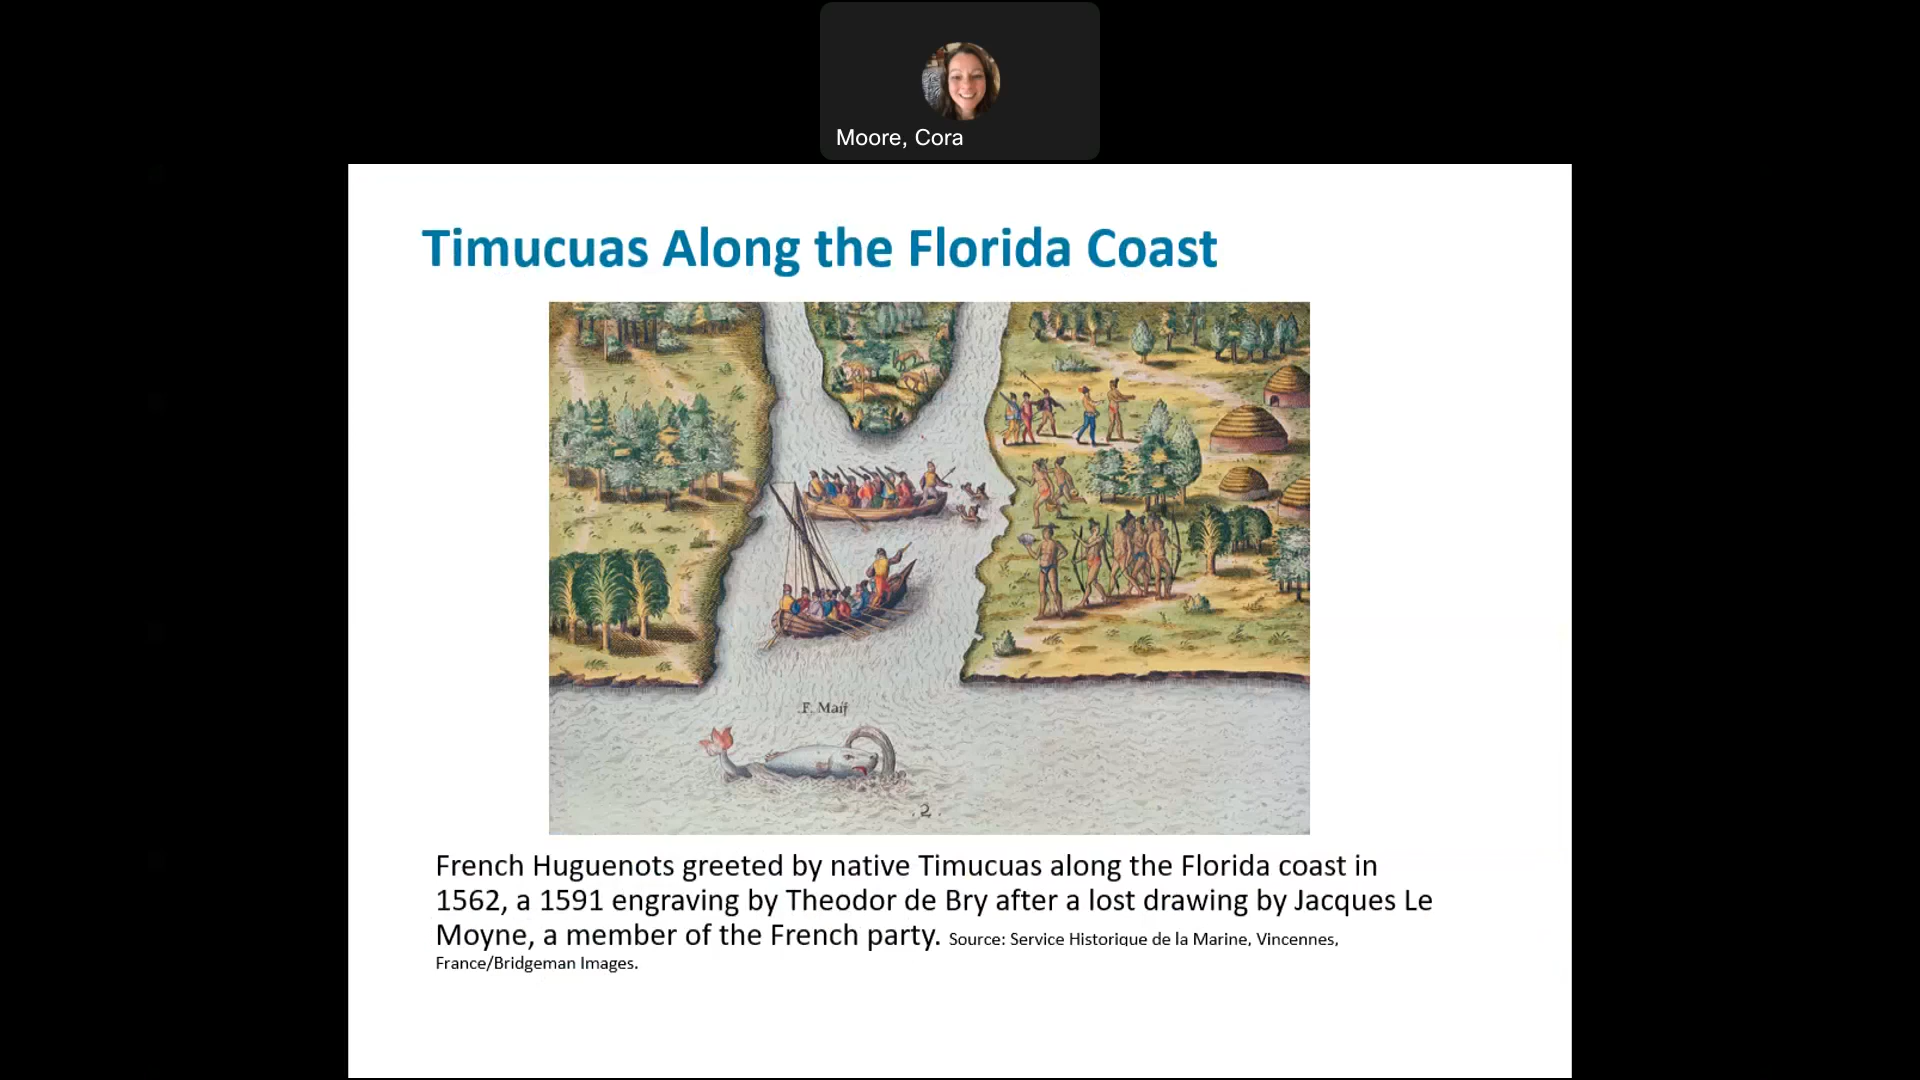 Moore, Cora
Timucuas Along the Florida Coast
.F. Maij
.2.
French Huguenots greeted by native Timucuas along the Florida coast in
1562, a 1591 engraving by Theodor de Bry after a lost drawing by Jacques Le
Moyne, a member of the French party. Source: Service Historique de la Marine, Vincennes,
France/Bridgeman Images.